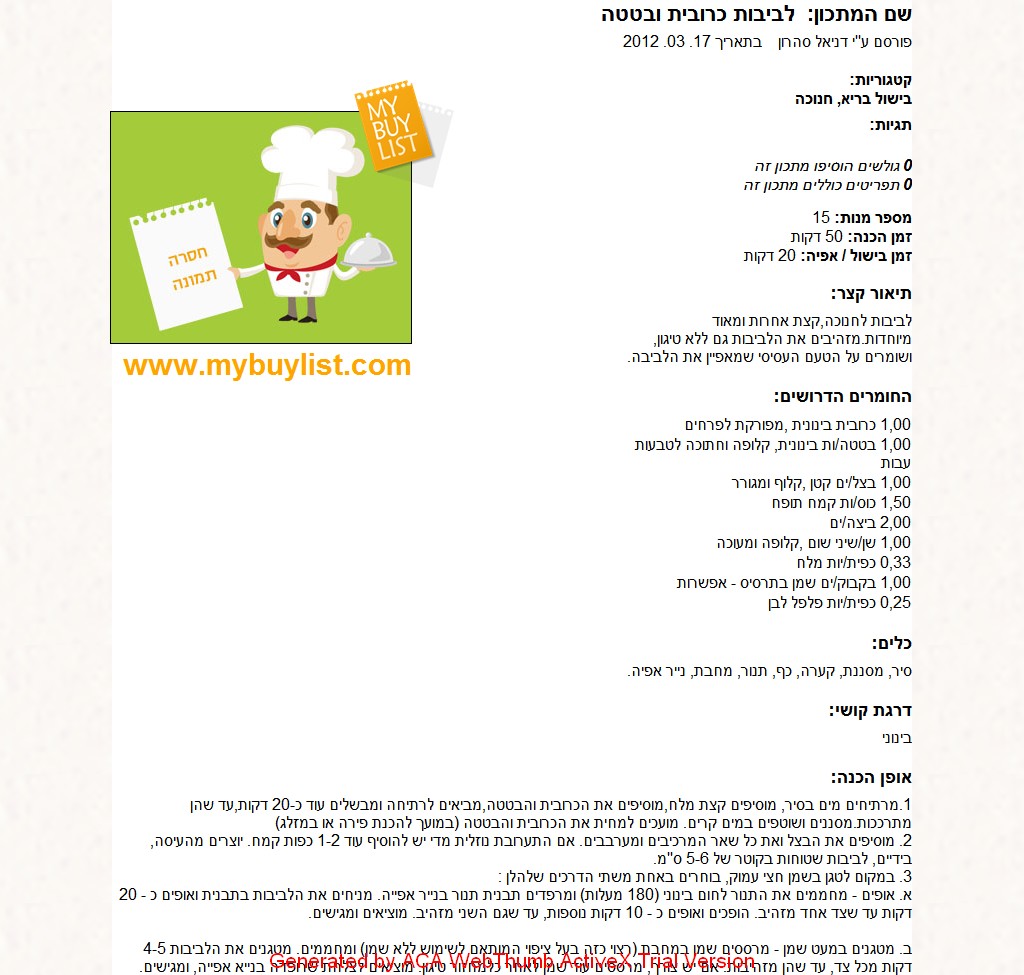 שם המתכון: לביבות כרובית ובטטה
פורסם ע"י דניאל סהרון בתאריך 17. 03. 2012
קטגוריות:
בישול בריא, חנוכה
תגיות:
0 גולשים הוסיפו מתכון זה
0 תפריטים כוללים מתכון זה
מספר מנות: 15
זמן הכנה: 50 דקות
זמן בישול / אפיה: 20 דקות
MY
BUY
LIST
חסרה
תמונה
www.mybuylist.com
תיאור קצר:
לביבות לחנוכה,קצת אחרות ומאוד
מיוחדות.מזהיבים את הלביבות גם ללא טיגון,
ושומרים על הטעם העסיסי שמאפיין את הלביבה.
החומרים הדרושים:
1,00 כרובית בינונית ,מפורקת לפרחים
1,00 בטטה/ות בינונית, קלופה וחתוכה לטבעות
עבות
1,00 בצל/ים קטן ,קלוף ומגורר
1,50 כוס/ות קמח תופח
2,00 ביצה/ים
1,00 שן/שיני שום ,קלופה ומעוכה
0,33 כפית/יות מלח
1,00 בקבוק/ים שמן בתרסיס - אפשרות
0,25 כפית/יות פלפל לבן
כלים:
סיר, מסננת, קערה, כף, תנור, מחבת, נייר אפיה.
דרגת קושי:
בינוני
אופן הכנה:
1.מרתיחים מים בסיר, מוסיפים קצת מלח,מוסיפים את הכרובית והבטטה,מביאים לרתיחה ומבשלים עוד כ-20 דקות,עד שהן
מתרככות.מסננים ושוטפים במים קרים. מועכים למחית את הכרובית והבטטה (במועך להכנת פירה או במזלג)
2. מוסיפים את הבצל ואת כל שאר המרכיבים ומערבבים. אם התערובת נוזלית מדי יש להוסיף עוד 1-2 כפות קמח. יוצרים מהעיסה,
בידיים, לביבות שטוחות בקוטר של 5-6 ס"מ.
3. במקום לטגן בשמן חצי עמוק, בוחרים באחת משתי הדרכים שלהלן :
א. אופים - מחממים את התנור לחום בינוני (180 מעלות) ומרפדים תבנית תנור בנייר אפייה. מניחים את הלביבות בתבנית ואופים כ - 20
דקות עד שצד אחד מזהיב. הופכים ואופים כ - 10 דקות נוספות, עד שגם השני מזהיב. מוציאים ומגישים.
ב. מטגנים במעט שמן - מרססים שמן במחבת (רצוי כזה בעל ציפוי המותאם לשימוש ללא שמן) ומחממים. מטגנים את הלביבות 4-5
דקות מכל צד, עד שהן מזהיבות. אם יש צורך, מרססים עוד שמן לאחר כל מחזור טיגון. מוציאים לצלחת שרופדה בנייא אפייה, ומגישים.
Generated by ACA WebThumb ActiveX Trial Version